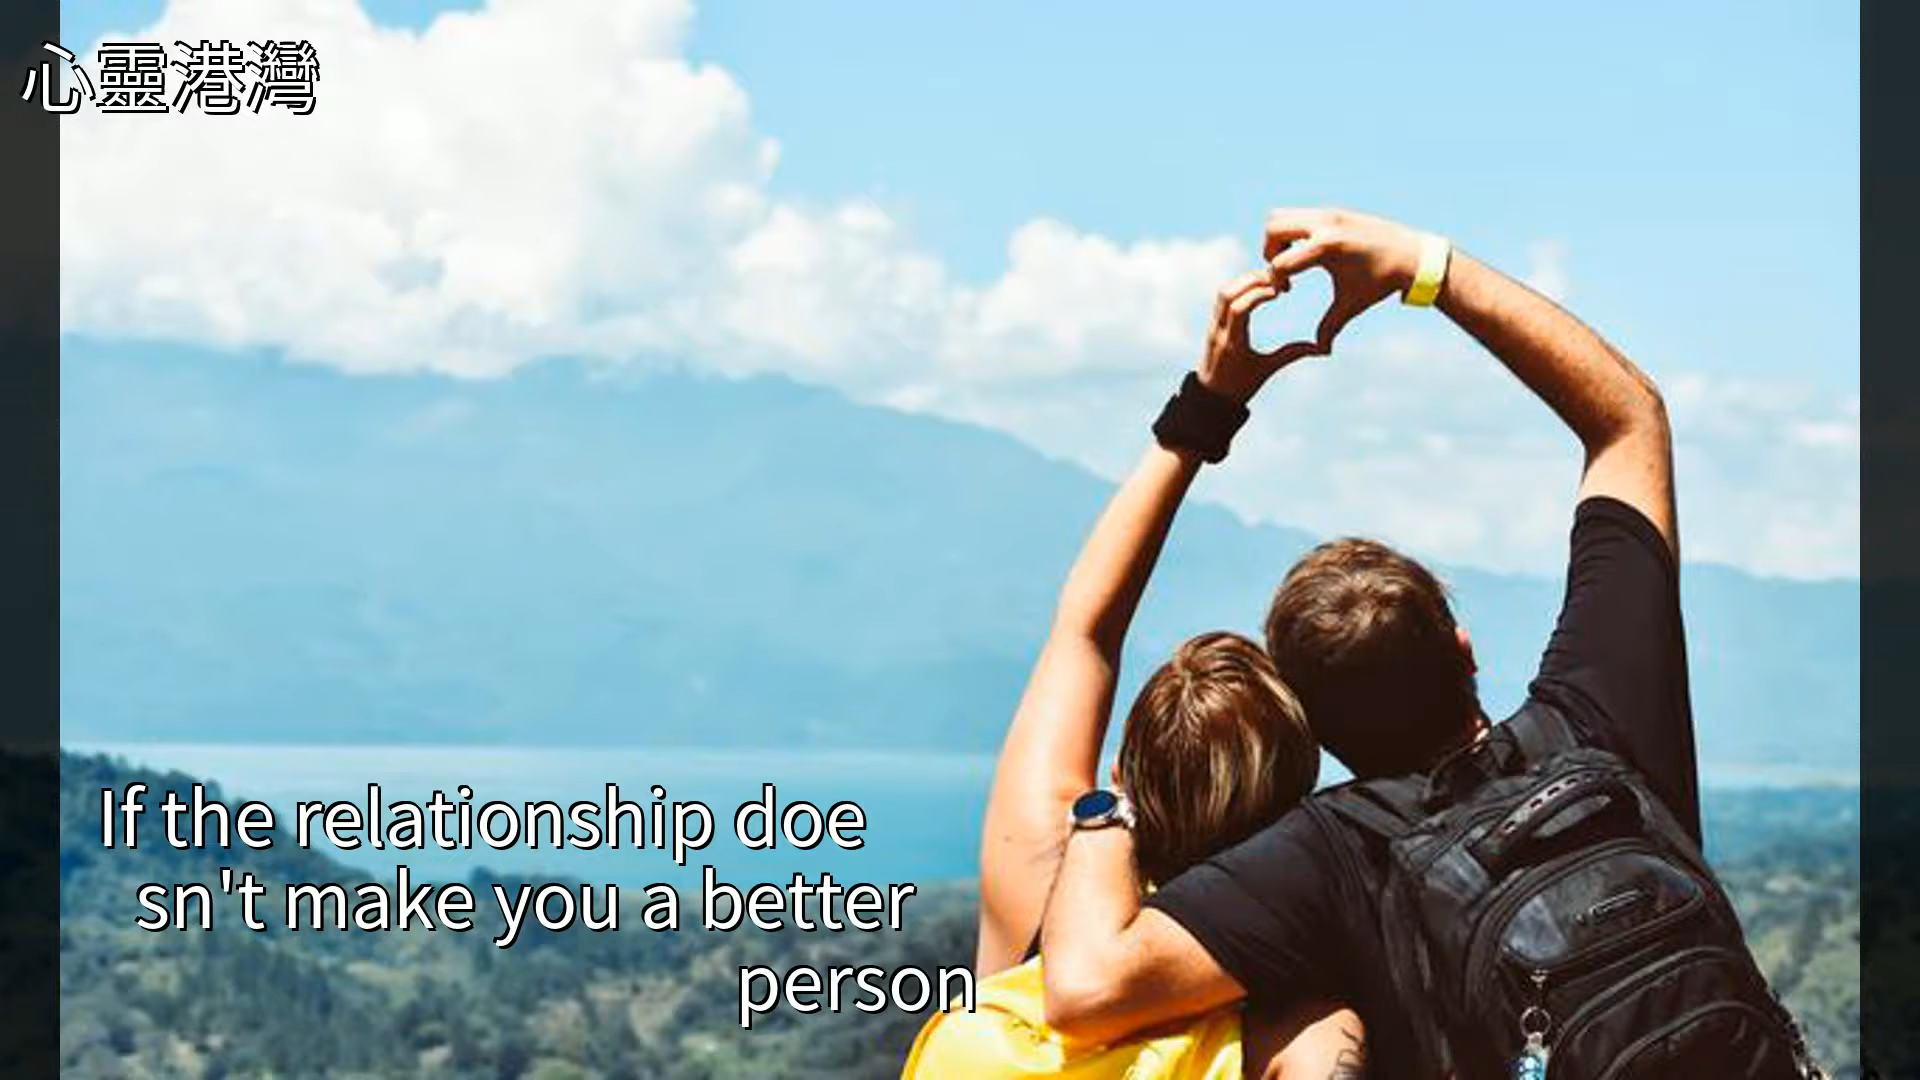 心靈港灣
If the relationship doe
sn't make you a better
person